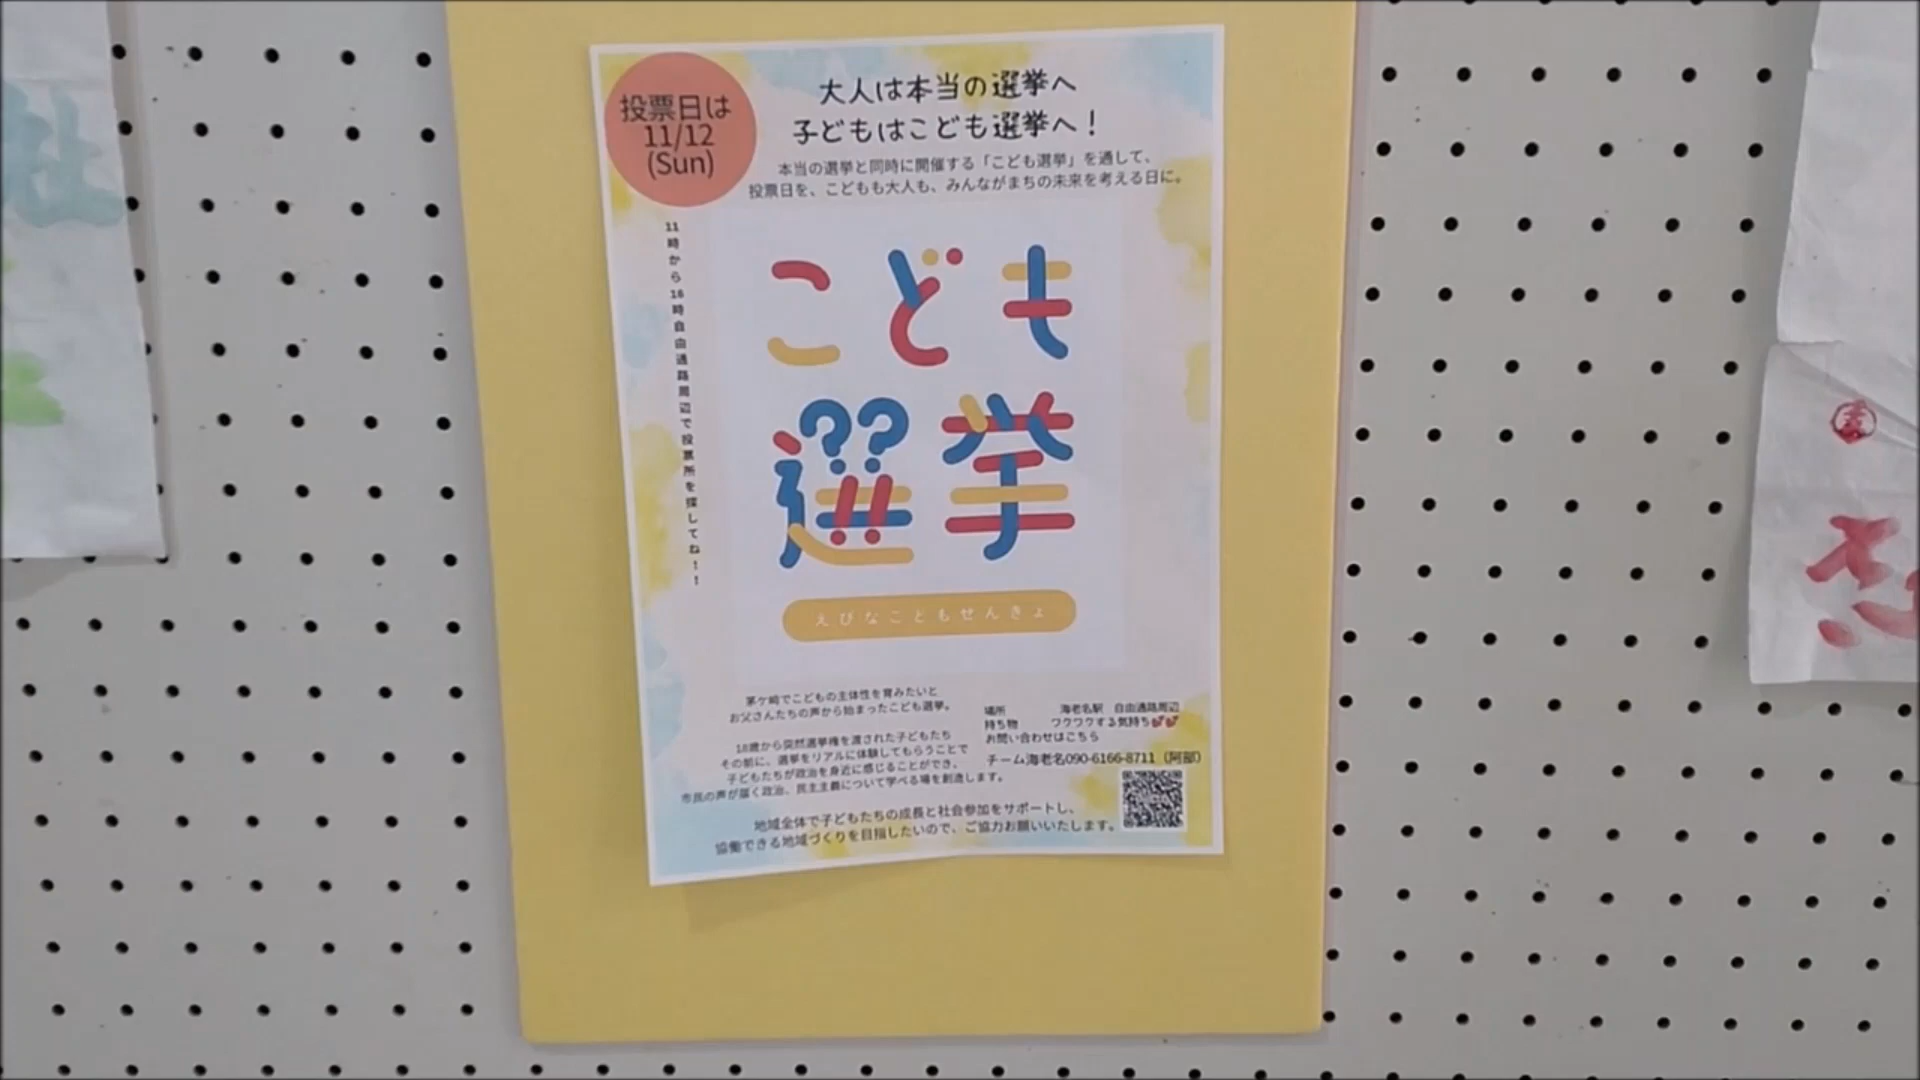 投票日は
11/12
(Sun)
大人は本当の選挙へ
子どもはこども選挙へ！
本当の選挙と同時に開催する「こども選挙」を通して、
投票日を、こどもも大人も、みんながまちの未来を考える日に。
11時から16時自由通路周辺で投票所を探してね！！
こども
選挙
えびなこどもせんきょ
茅ケ崎でこどもの主体性を育みたいと
お父さんたちの声から始まったこども選挙。
18歳から突然選挙権を渡された子どもたち
その前に、選挙をリアルに体験してもらうことで
子どもたちが政治を身近に感じることができ、
市民の声が届く政治、民主主義について学べる場を創造します。
地域全体で子どもたちの成長と社会参加をサポートし、
協働できる地域づくりを目指したいので、ご協力お願いいたします。
場所 海老名駅 自由通路周辺
持ち物 ワクワクする気持ち💕💕
お問い合わせはこちら
チーム海老名090-6166-8711（阿部）